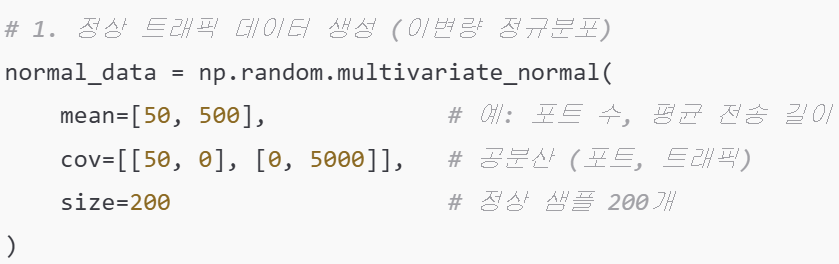 # 1. 정상 트래픽 데이터 생성 (이변량 정규분포)
normal_data = np.random.multivariate_normal(
    mean=[50, 500],             # 예: 포트 수, 평균 전송 길이
    cov=[[50, 0], [0, 5000]],   # 공분산 (포트, 트래픽)
    size=200                    # 정상 샘플 200개
)